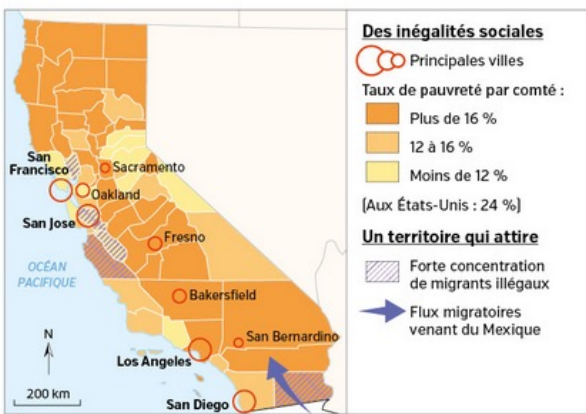 San
Francisco
Sacramento
Oakland
San Jose
Fresno
OCÉAN
PACIFIQUE
Bakersfield
San Bernardino
Los Angeles
N
200 km
San Diego
Des inégalités sociales
Principales villes
Taux de pauvreté par comté :
Plus de 16 %
12 à 16 %
Moins de 12 %
(Aux États-Unis : 24 %)
Un territoire qui attire
Forte concentration
de migrants illégaux
Flux migratoires
venant du Mexique